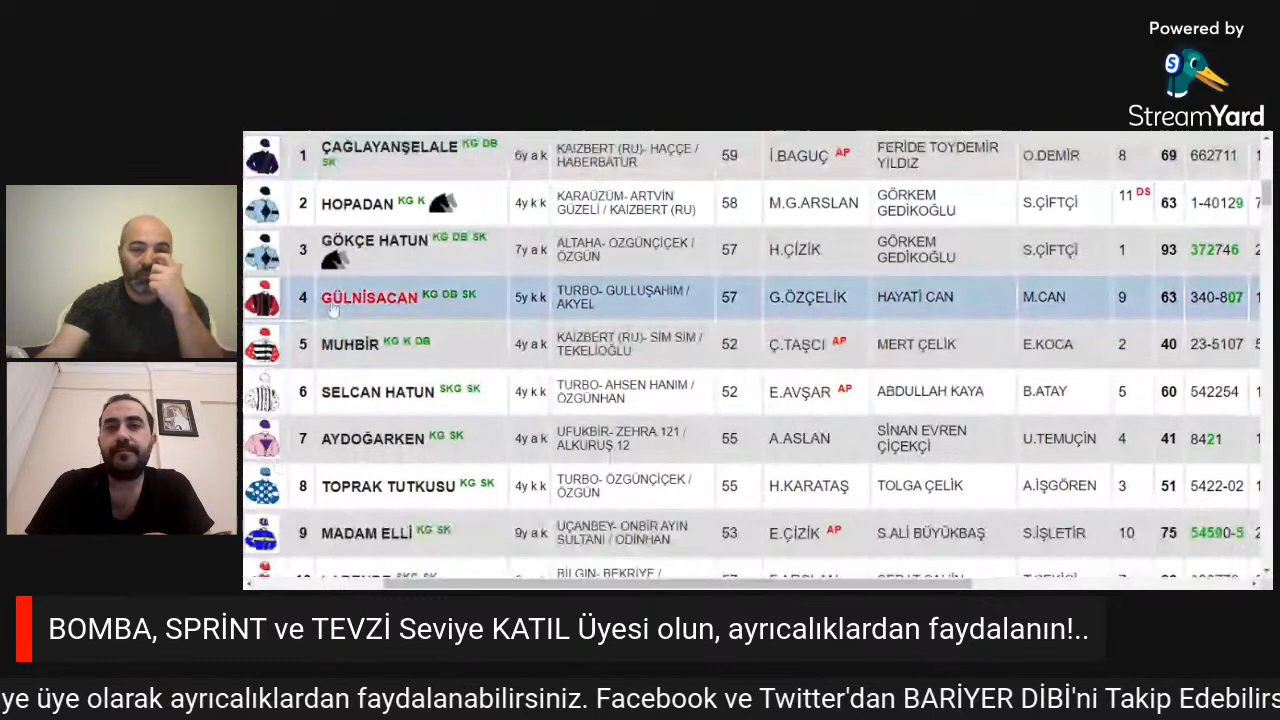 Powered by
StreamYard
1 ÇAĞLAYANŞELALE KG DB SK 6y a k KAIZBERT (RU)- HAÇÇE / HABERBATUR 59 İ.BAGUÇ AP FERİDE TOYDEMİR YILDIZ O.DEMİR 8 69 662711
2 HOPADAN KG K 4y k k KARAÜZÜM- ARTVİN GÜZELİ / KAIZBERT (RU) 58 M.G.ARSLAN GÖRKEM GEDİKOĞLU S.ÇİFTÇİ 11 DS 63 1-40129
3 GÖKÇE HATUN KG DB SK 7y a k ALTAHA- ÖZGÜNÇİÇEK / ÖZGÜN 57 H.ÇİZİK GÖRKEM GEDİKOĞLU S.ÇİFTÇİ 1 93 372746
4 GÜLNİSACAN KG DB SK 5y k k TURBO- GÜLLÜŞAHIM / AKYEL 57 G.ÖZÇELİK HAYATİ CAN M.CAN 9 63 340-807
5 MUHBİR KG K DB 4y a k KAIZBERT (RU)- SİM SİM / TEKELİOĞLU 52 Ç.TAŞÇI AP MERT ÇELİK E.KOCA 2 40 23-5107
6 SELCAN HATUN SKG SK 4y k k TURBO- AHSEN HANIM / ÖZGÜNHAN 52 E.AVŞAR AP ABDULLAH KAYA B.ATAY 5 60 542254
7 AYDOĞARKEN KG SK 4y a k UFUKBİR- ZEHRA 121 / ALKURUŞ 12 55 A.ASLAN SİNAN EVREN ÇİÇEKÇİ U.TEMUÇİN 4 41 8421
8 TOPRAK TUTKUSU KG SK 4y k k TURBO- ÖZGÜNÇİÇEK / ÖZGÜN 55 H.KARATAŞ TOLGA ÇELİK A.İŞGÖREN 3 51 5422-02
9 MADAM ELLİ KG SK 9y a k UÇANBEY- ONBİR AYIN SULTANI / ODINHAN 53 E.ÇİZİK AP S.ALİ BÜYÜKBAŞ S.İŞLETİR 10 75 54590-5
BOMBA, SPRİNT ve TEVZİ Seviye KATIL Üyesi olun, ayrıcalıklardan faydalanın!..
ye üye olarak ayrıcalıklardan faydalanabilirsiniz. Facebook ve Twitter'dan BARİYER DİBİ'ni Takip Edebilirs